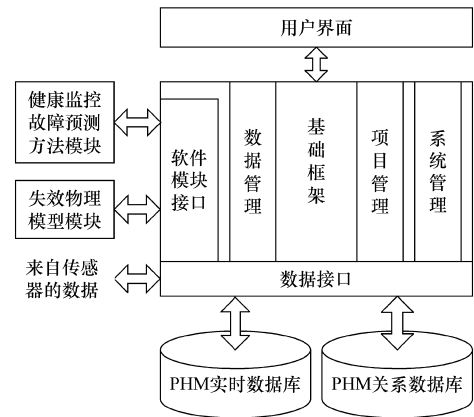 用户界面
健康监控
故障预测
方法模块
失效物理
模型模块
来自传感
器的数据
软件
模块
接口
数据管理
基础框架
项目管理
系统管理
数据接口
PHM实时数据库
PHM关系数据库